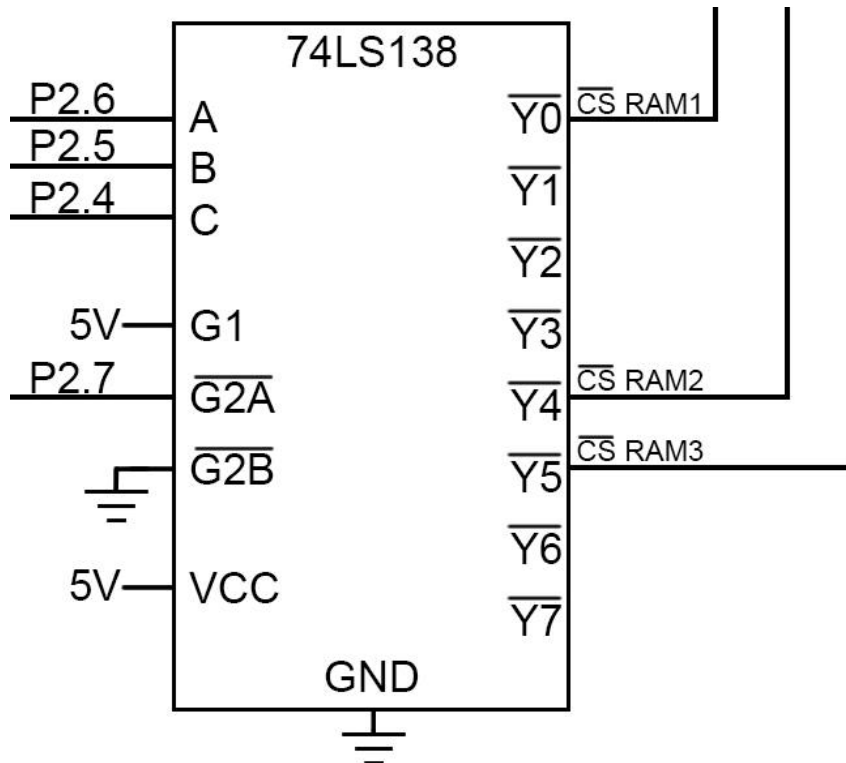 74LS138
P2.6
A
Y0
CS RAM1
P2.5
B
Y1
P2.4
C
Y2
5V
G1
Y3
P2.7
G2A
Y4
CS RAM2
G2B
Y5
CS RAM3
Y6
5V
VCC
Y7
GND